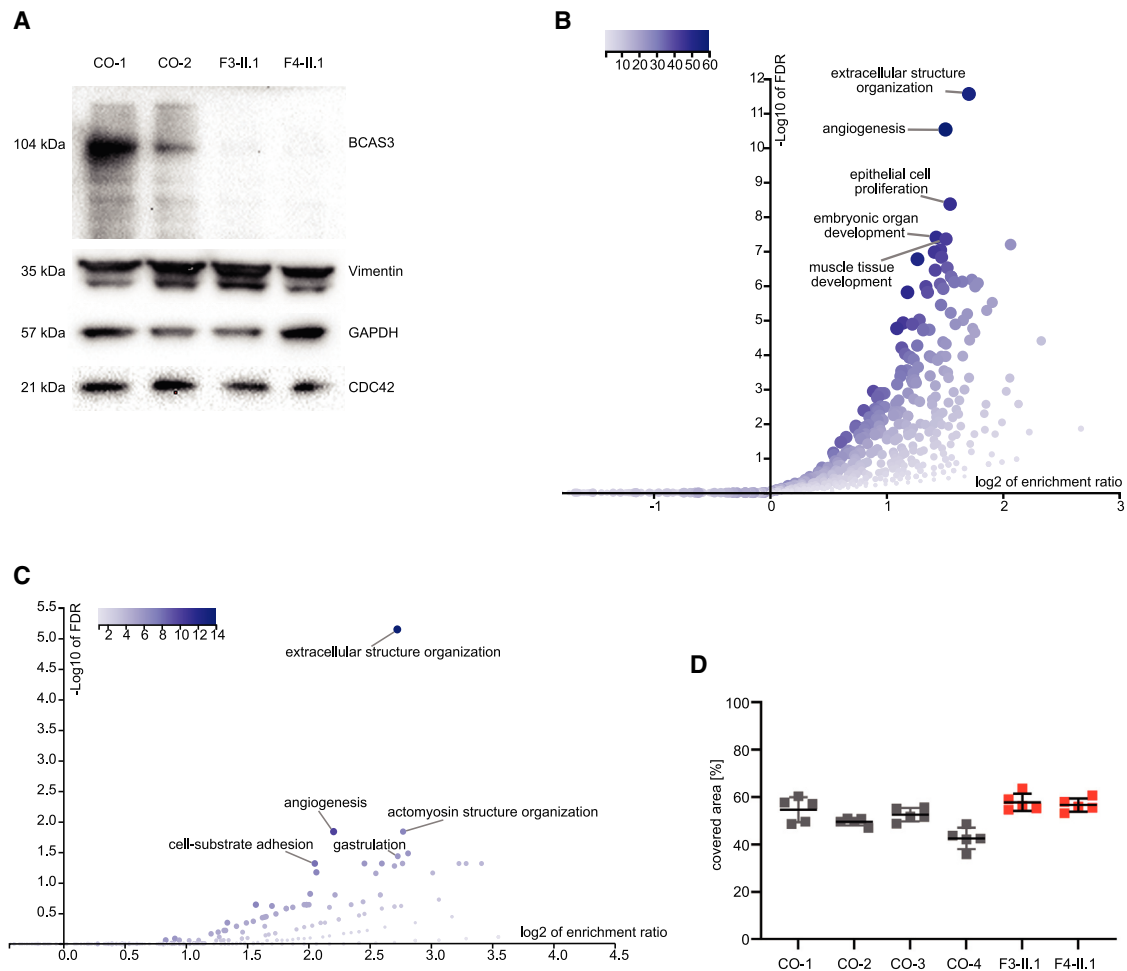 A
CO-1 CO-2 F3-II.1 F4-II.1
104 kDa BCAS3
35 kDa Vimentin
57 kDa GAPDH
21 kDa CDC42
B
10 20 30 40 50 60
-Log10 of FDR
12
11
10
9
8
7
6
5
4
3
2
1
extracellular structure
organization
angiogenesis
epithelial cell
proliferation
embryonic organ
development
muscle tissue
development
log2 of enrichment ratio
-1 0 1 2 3
C
2 4 6 8 10 12 14
-Log10 of FDR
5.5
5.0
4.5
4.0
3.5
3.0
2.5
2.0
1.5
1.0
0.5
extracellular structure organization
angiogenesis
actomyosin structure organization
cell-substrate adhesion
gastrulation
log2 of enrichment ratio
0.0 0.5 1.0 1.5 2.0 2.5 3.0 3.5 4.0 4.5
D
covered area [%]
100
80
60
40
20
0
CO-1 CO-2 CO-3 CO-4 F3-II.1 F4-II.1